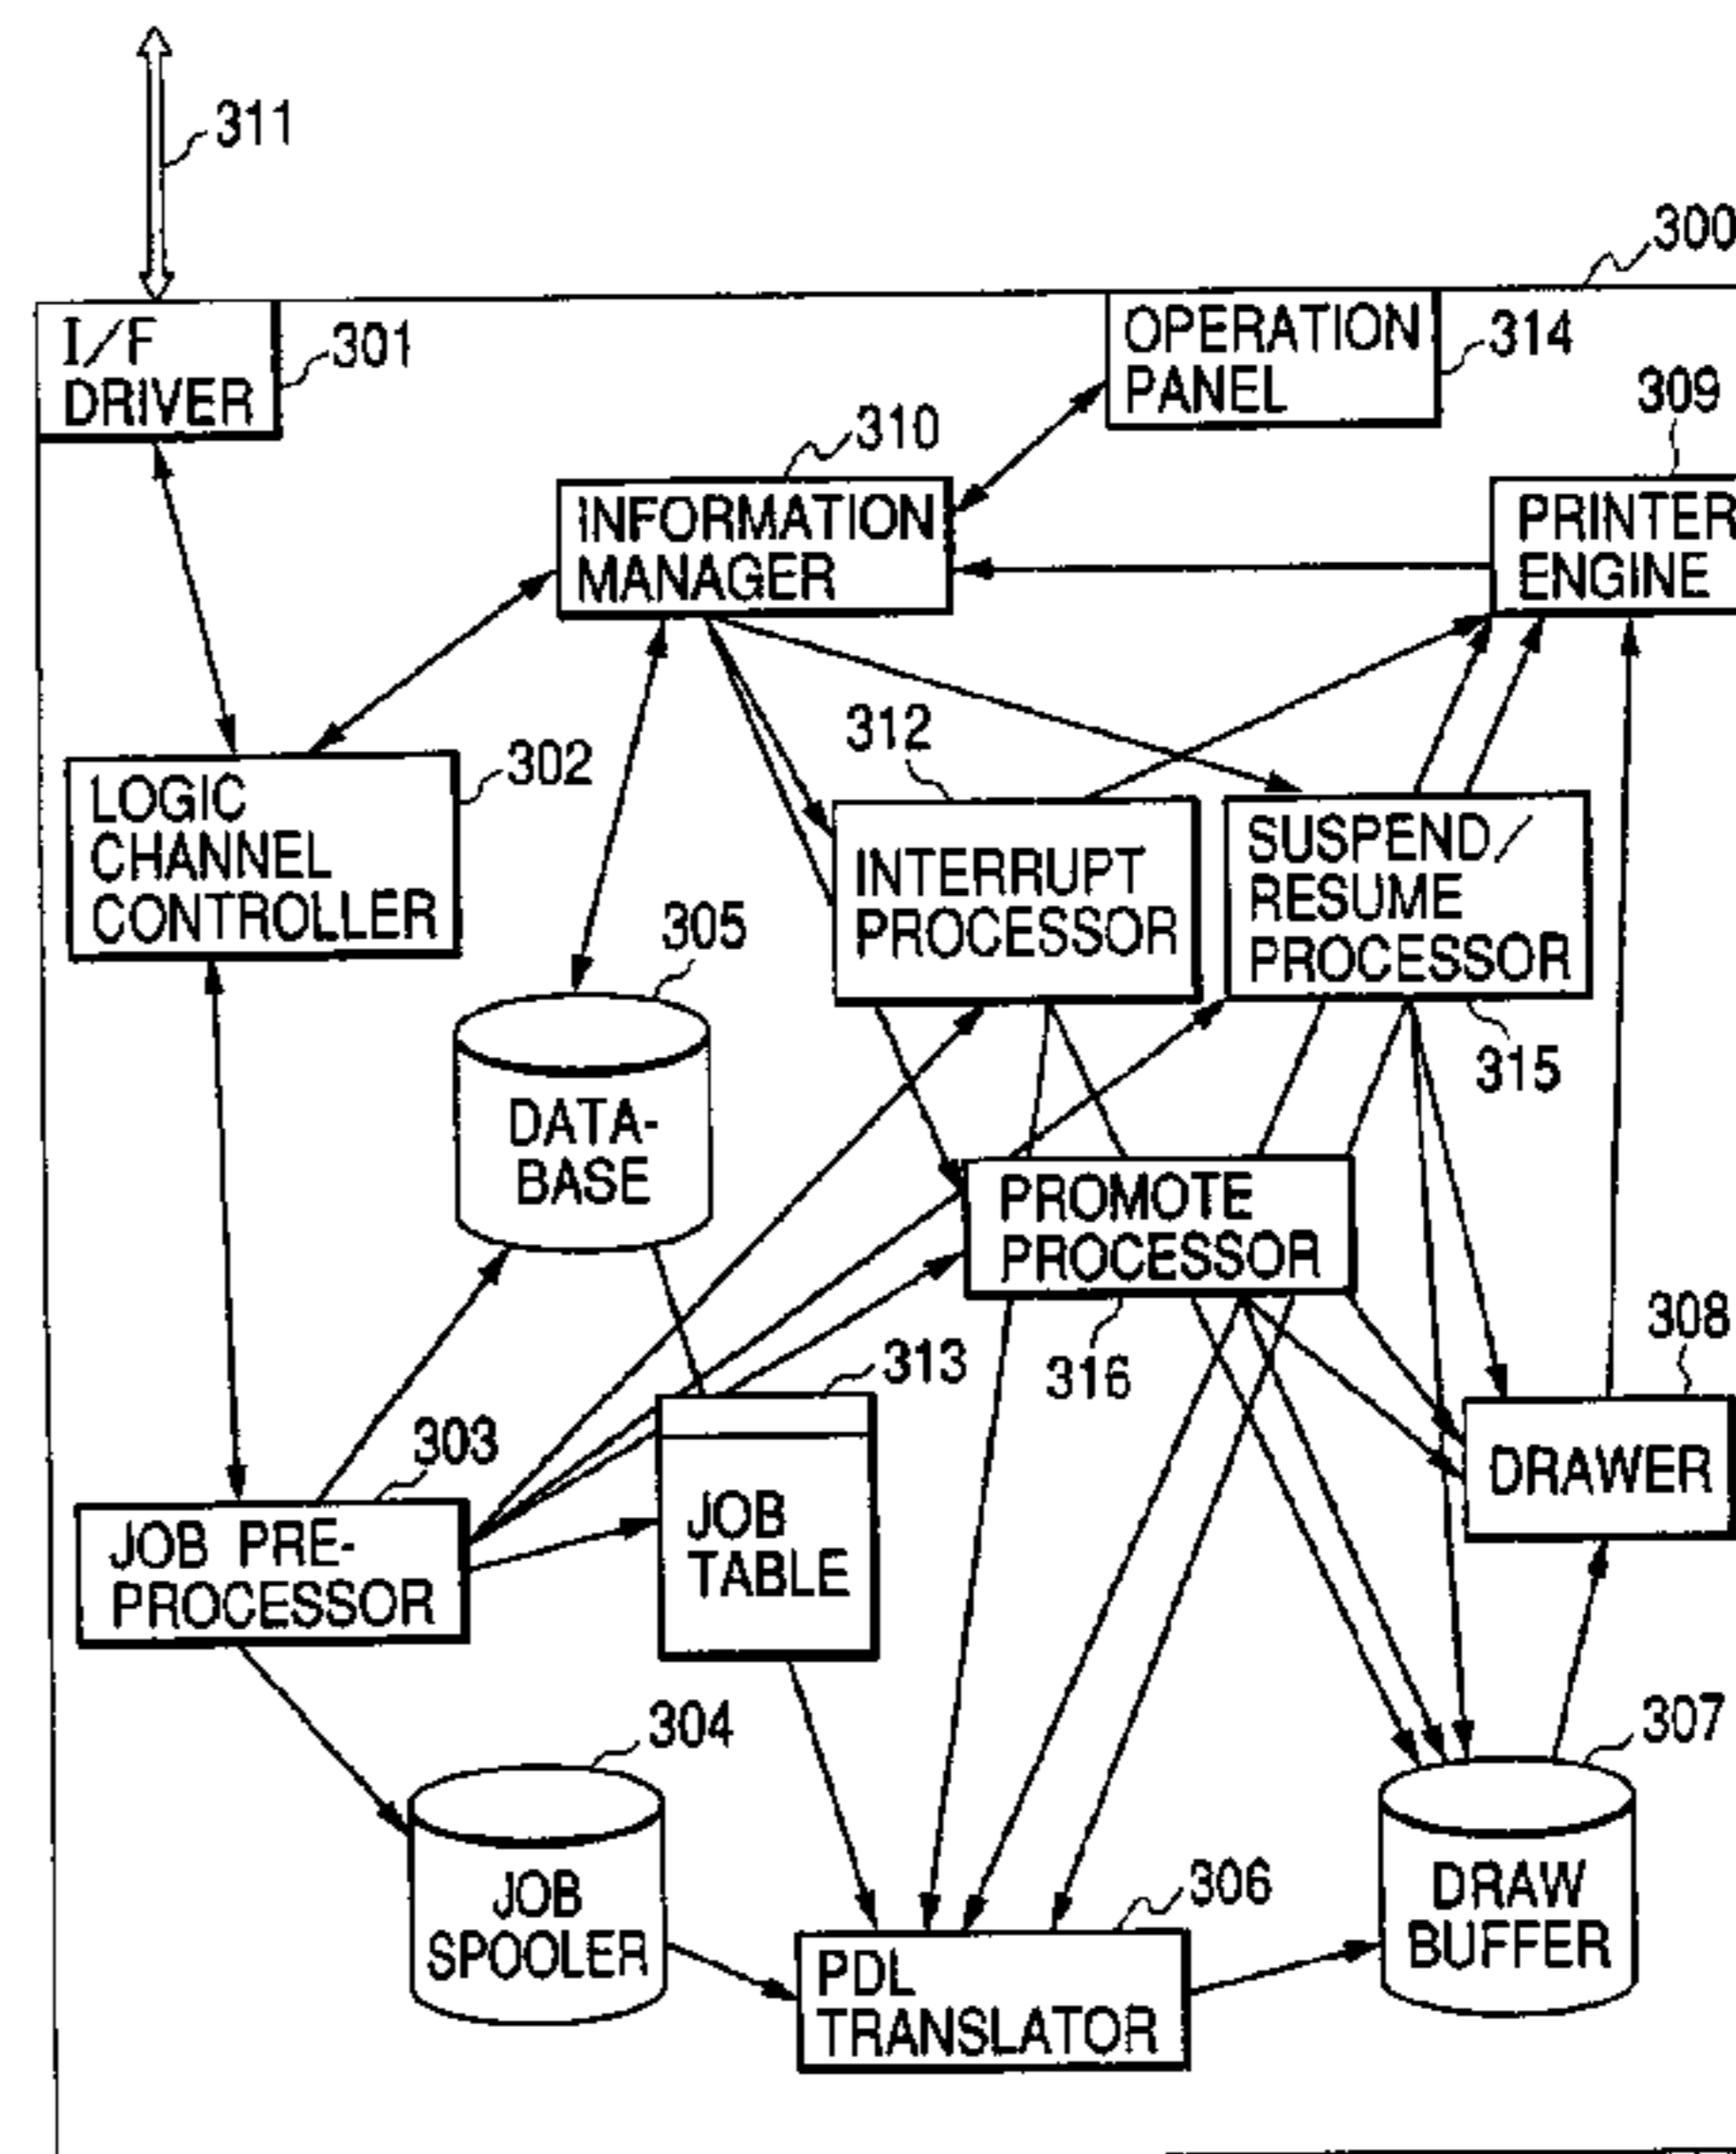 311
300
I/F
DRIVER
301
OPERATION
PANEL
314
309
310
INFORMATION
MANAGER
PRINTER
ENGINE
312
302
LOGIC
CHANNEL
CONTROLLER
INTERRUPT
PROCESSOR
SUSPEND/
RESUME
PROCESSOR
305
315
DATA-
BASE
PROMOTE
PROCESSOR
308
313
316
303
DRAWER
JOB PRE-
PROCESSOR
JOB
TABLE
304
307
JOB
SPOOLER
306
DRAW
BUFFER
PDL
TRANSLATOR